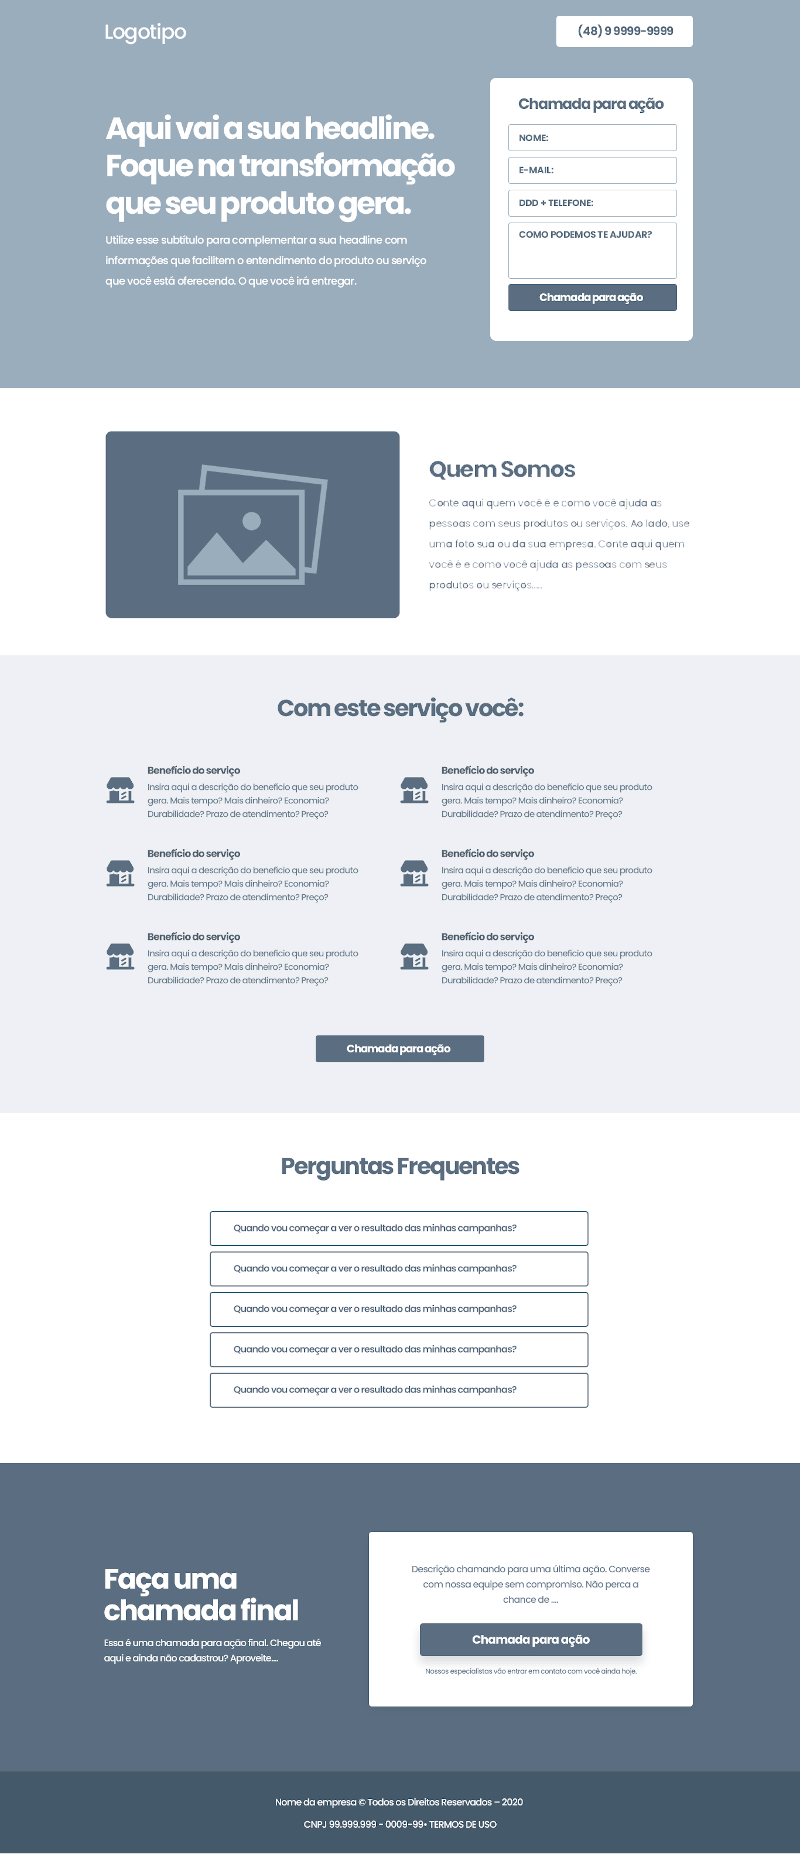 Logotipo
(48) 9 9999-9999
Aqui vai a sua headline.
Foque na transformação
que seu produto gera.
Utilize esse subtítulo para complementar a sua headline com
informações que facilitem o entendimento do produto ou serviço
que você está oferecendo. O que você irá entregar.
Chamada para ação
NOME:
E-MAIL:
DDD + TELEFONE:
COMO PODEMOS TE AJUDAR?
Chamada para ação
Quem Somos
Conte aqui quem você é e como você ajuda as
pessoas com seus produtos ou serviços. Ao lado, use
uma foto sua ou da sua empresa. Conte aqui quem
você é e como você ajuda as pessoas com seus
produtos ou serviços.....
Com este serviço você:
Benefício do serviço
Insira aqui a descrição do benefício que seu produto
gera. Mais tempo? Mais dinheiro? Economia?
Durabilidade? Prazo de atendimento? Preço?
Benefício do serviço
Insira aqui a descrição do benefício que seu produto
gera. Mais tempo? Mais dinheiro? Economia?
Durabilidade? Prazo de atendimento? Preço?
Benefício do serviço
Insira aqui a descrição do benefício que seu produto
gera. Mais tempo? Mais dinheiro? Economia?
Durabilidade? Prazo de atendimento? Preço?
Benefício do serviço
Insira aqui a descrição do benefício que seu produto
gera. Mais tempo? Mais dinheiro? Economia?
Durabilidade? Prazo de atendimento? Preço?
Benefício do serviço
Insira aqui a descrição do benefício que seu produto
gera. Mais tempo? Mais dinheiro? Economia?
Durabilidade? Prazo de atendimento? Preço?
Benefício do serviço
Insira aqui a descrição do benefício que seu produto
gera. Mais tempo? Mais dinheiro? Economia?
Durabilidade? Prazo de atendimento? Preço?
Chamada para ação
Perguntas Frequentes
Quando vou começar a ver o resultado das minhas campanhas?
Quando vou começar a ver o resultado das minhas campanhas?
Quando vou começar a ver o resultado das minhas campanhas?
Quando vou começar a ver o resultado das minhas campanhas?
Quando vou começar a ver o resultado das minhas campanhas?
Faça uma
chamada final
Essa é uma chamada para ação final. Chegou até
aqui e ainda não cadastrou? Aproveite....
Descrição chamando para uma última ação. Converse
com nossa equipe sem compromiso. Não perca a
chance de ....
Chamada para ação
Nossos especialistas vão entrar em contato com você ainda hoje.
Nome da empresa © Todos os Direitos Reservados – 2020
CNPJ 99.999.999 - 0009-99• TERMOS DE USO